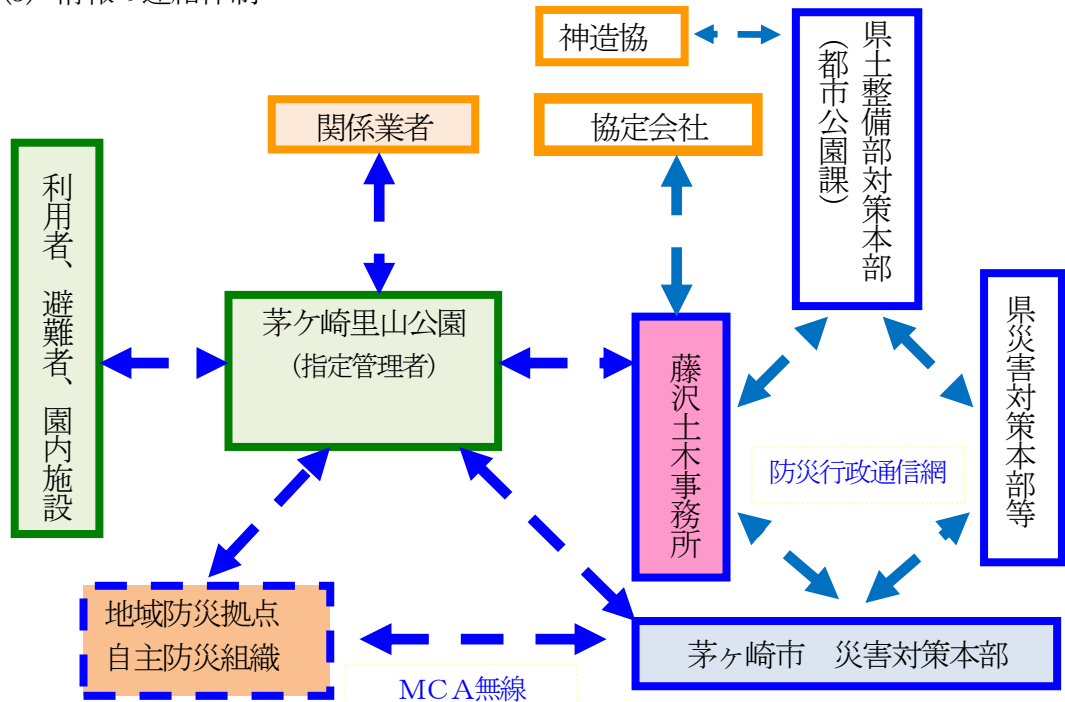 神造協
県土整備部対策本部
(都市公園課)
関係業者
協定会社
利用者、避難者、園内施設
茅ケ崎里山公園
(指定管理者)
藤沢土木事務所
県災害対策本部等
防災行政通信網
地域防災拠点
自主防災組織
茅ヶ崎市 災害対策本部
MCA無線